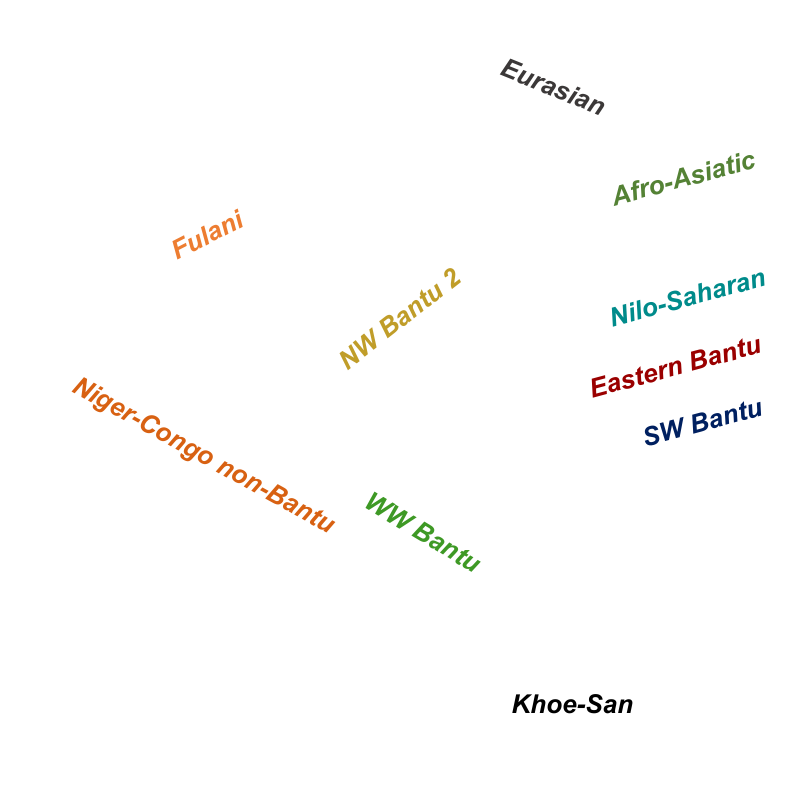 Eurasian
Afro-Asiatic
Fulani
NW Bantu 2
Nilo-Saharan
Eastern Bantu
SW Bantu
Niger-Congo non-Bantu
WW Bantu
Khoe-San